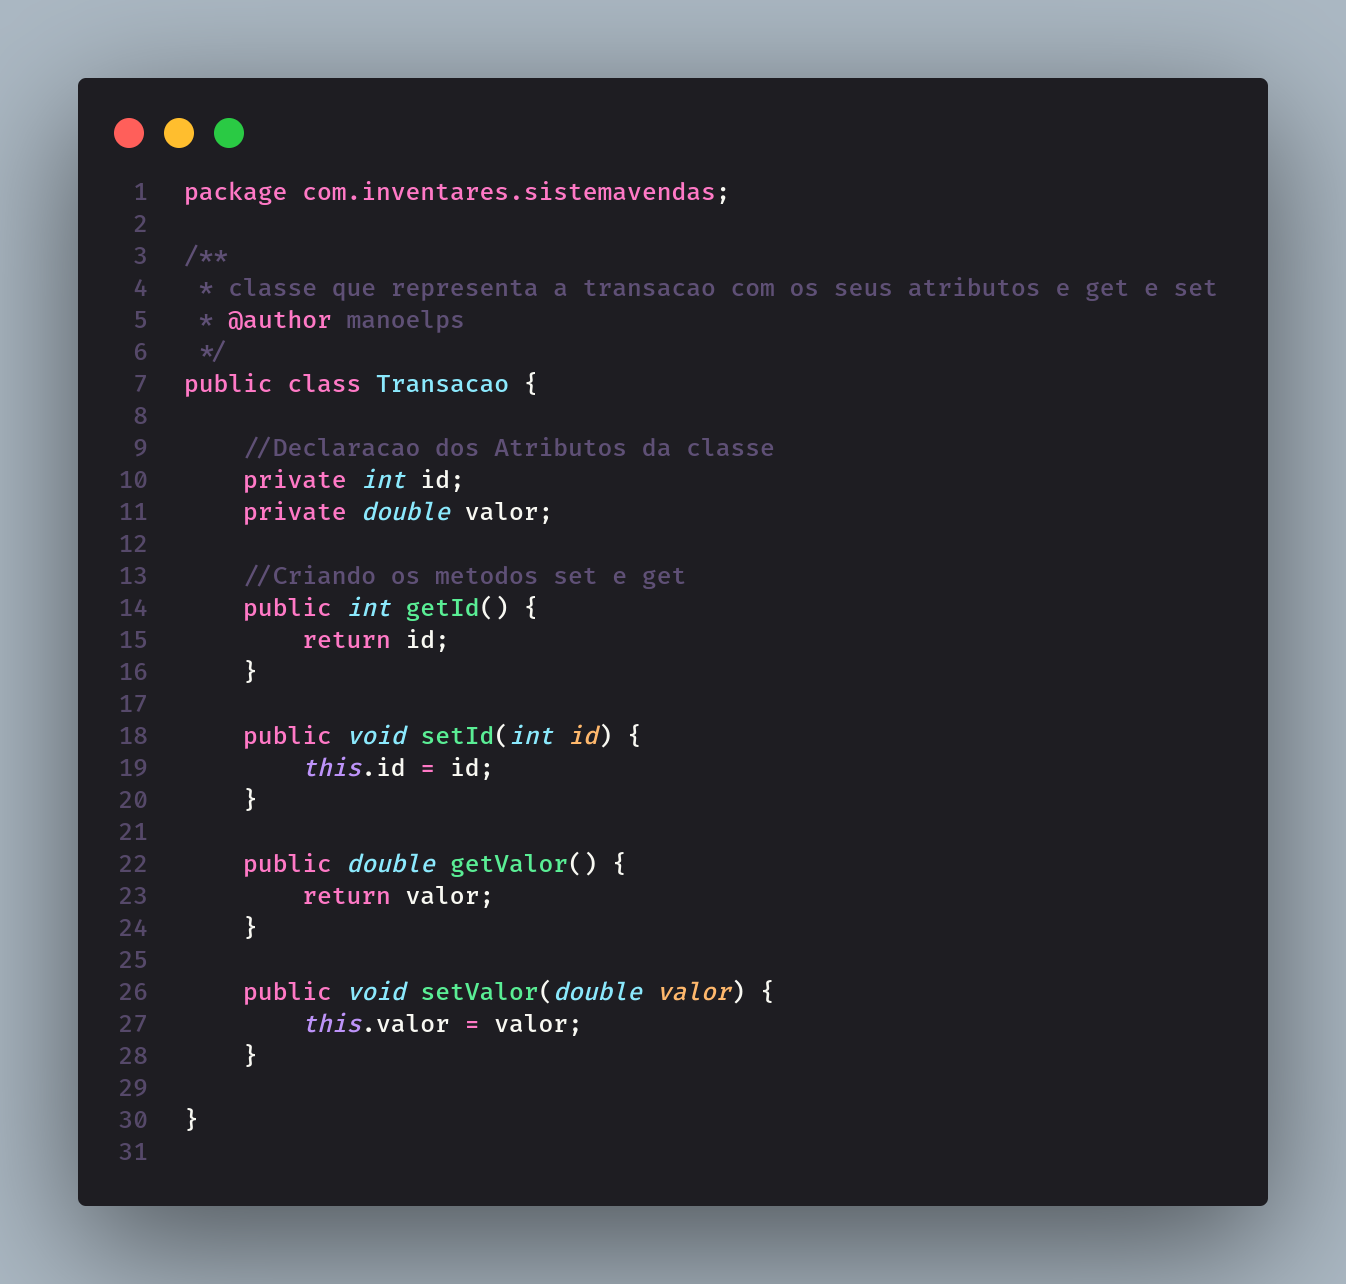 1 package com.inventares.sistemavendas;
2
3 /**
4  * classe que representa a transacao com os seus atributos e get e set
5  * @author manoelps
6  */
7 public class Transacao {
8
9     //Declaracao dos Atributos da classe
10     private int id;
11     private double valor;
12
13     //Criando os metodos set e get
14     public int getId() {
15         return id;
16     }
17
18     public void setId(int id) {
19         this.id = id;
20     }
21
22     public double getValor() {
23         return valor;
24     }
25
26     public void setValor(double valor) {
27         this.valor = valor;
28     }
29
30 }
31